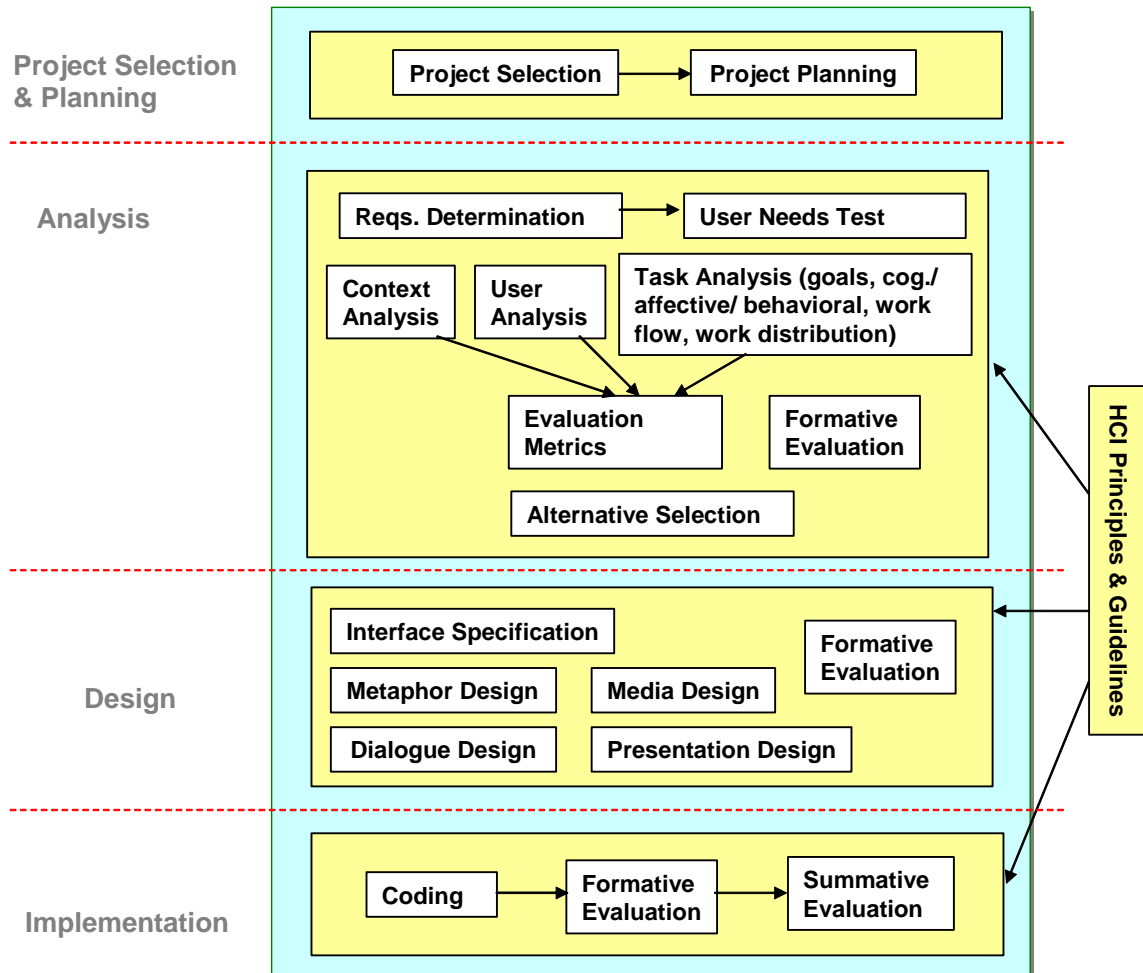 Project Selection
& Planning
Project Selection
Project Planning
Analysis
Reqs. Determination
User Needs Test
Context
Analysis
User
Analysis
Task Analysis (goals, cog./
affective/ behavioral, work
flow, work distribution)
Evaluation
Metrics
Formative
Evaluation
Alternative Selection
HCI Principles & Guidelines
Design
Interface Specification
Formative
Evaluation
Metaphor Design
Media Design
Dialogue Design
Presentation Design
Implementation
Coding
Formative
Evaluation
Summative
Evaluation